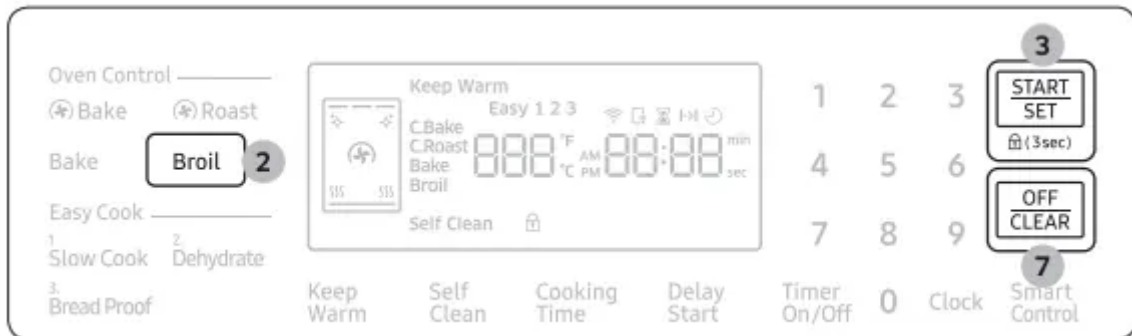 Oven Control
Bake
Roast
Bake
Broil
2
Easy Cook
1
Slow Cook
2.
Dehydrate
3.
Bread Proof
Keep Warm
Easy 1 2 3
C.Bake
C.Roast
Bake
Broil
888 °F
°C
AM
PM
88:88
min
sec
Self Clean
Keep
Warm
Self
Clean
Cooking
Time
Delay
Start
1 2 3
4 5 6
7 8 9
Timer
On/Off
0
Clock
Smart
Control
3
START
SET
(3sec)
OFF
CLEAR
7